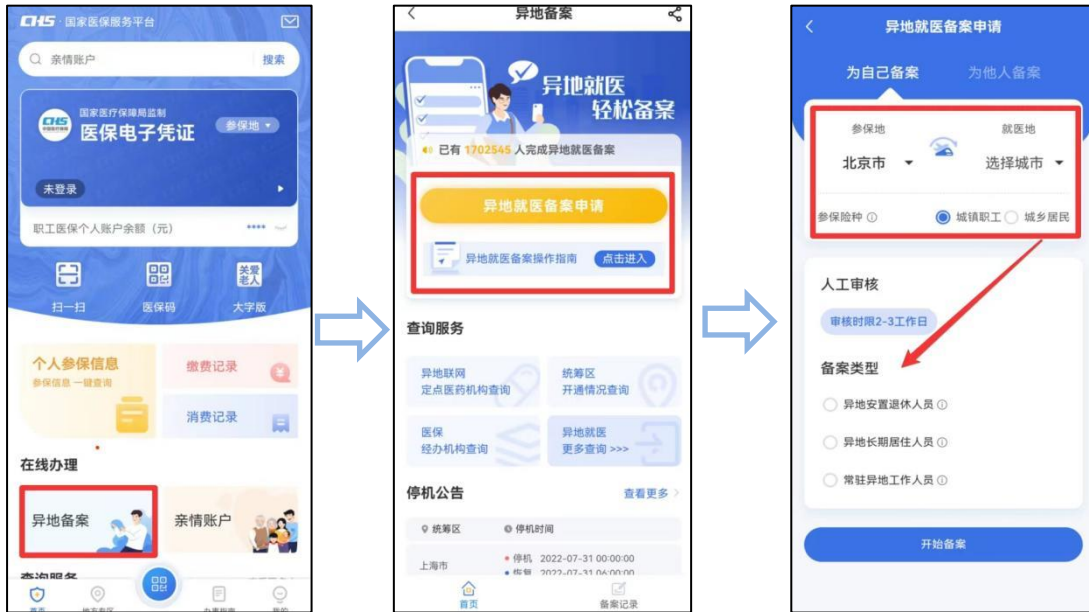 CHS · 国家医保服务平台
亲情账户
搜索
国家医疗保障局监制
CHS
医保电子凭证
参保地
未登录
职工医保个人账户余额（元）
****
扫一扫
医保码
关爱老人
大字版
个人参保信息
参保信息 一键查询
缴费记录
消费记录
在线办理
异地备案
亲情账户
首页
异地备案
异地就医
轻松备案
已有 1702545 人完成异地就医备案
异地就医备案申请
异地就医备案操作指南
点击进入
查询服务
异地联网
定点医药机构查询
统筹区
开通情况查询
医保
经办机构查询
异地就医
更多查询 >>>
停机公告
查看更多
统筹区
停机时间
上海市
停机 2022-07-31 00:00:00
恢复 2022-07-31 06:00:00
首页
备案记录
异地就医备案申请
为自己备案
为他人备案
参保地
就医地
北京市
选择城市
参保险种
城镇职工
城乡居民
人工审核
审核时限2-3工作日
备案类型
异地安置退休人员
异地长期居住人员
常驻异地工作人员
开始备案